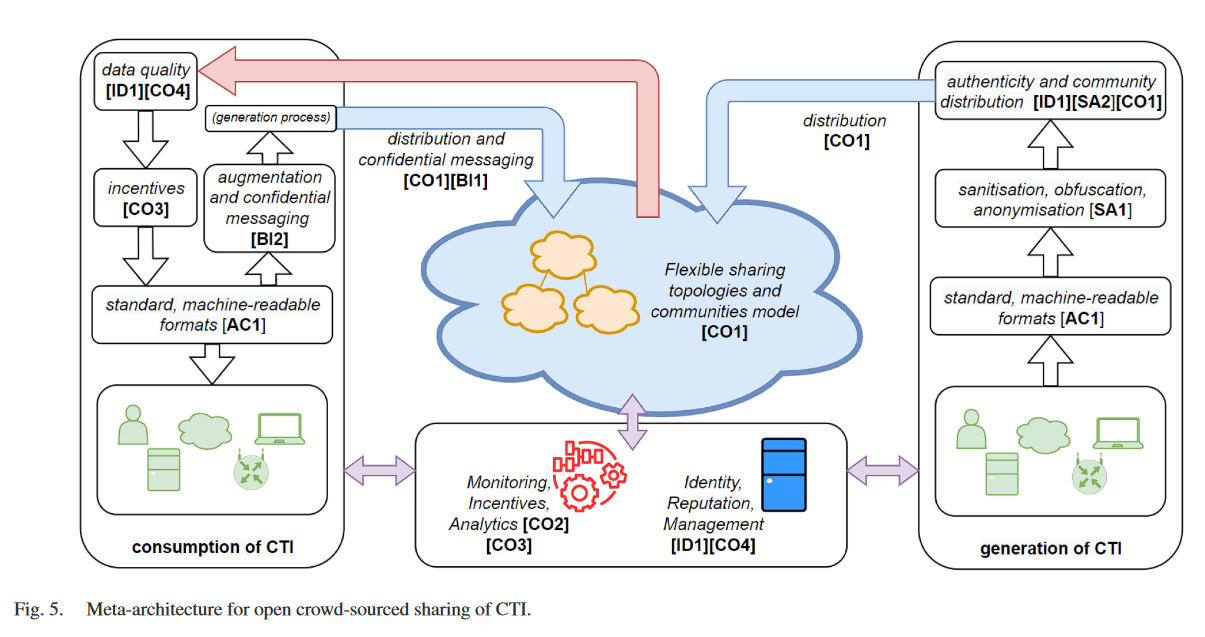 data quality
[ID1][CO4]
(generation process)
incentives
[CO3]
augmentation
and confidential
messaging
[BI2]
standard, machine-readable
formats [AC1]
consumption of CTI
distribution and
confidential messaging
[CO1][BI1]
distribution
[CO1]
Flexible sharing
topologies and
communities model
[CO1]
Monitoring,
Incentives,
Analytics [CO2]
[CO3]
Identity,
Reputation,
Management
[ID1][CO4]
authenticity and community
distribution [ID1][SA2][CO1]
sanitisation, obfuscation,
anonymisation [SA1]
standard, machine-readable
formats [AC1]
generation of CTI
Fig. 5. Meta-architecture for open crowd-sourced sharing of CTI.